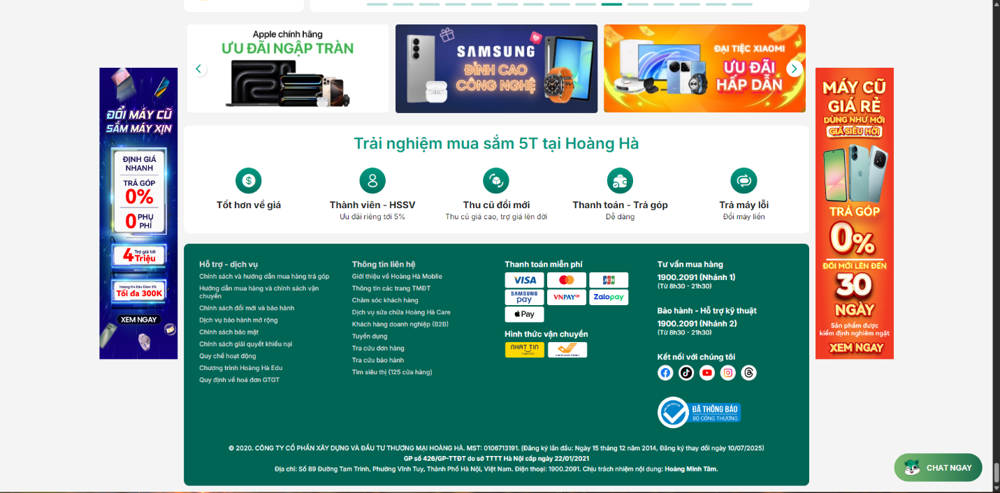 Apple chính hãng
ƯU ĐÃI NGẬP TRÀN
SAMSUNG
ĐỈNH CAO
CÔNG NGHỆ
ĐẠI TIỆC XIAOMI
ƯU ĐÃI
HẤP DẪN
ĐỔI MÁY CŨ
SẮM MÁY XỊN
ĐỊNH GIÁ
NHANH
TRẢ GÓP
0%
0 PHỤ
PHÍ
Trợ giá tới
4 Triệu
Hoàng Hà Edu Giảm 5%
Tối đa 300K
XEM NGAY
MÁY CŨ
GIÁ RẺ
DÙNG NHƯ MỚI
GIÁ SIÊU HỜI
TRẢ GÓP
0%
ĐỔI MỚI LÊN ĐẾN
30
NGÀY
Sản phẩm được
kiểm định nghiêm ngặt
XEM NGAY
Trải nghiệm mua sắm 5T tại Hoàng Hà
Tốt hơn về giá
Thành viên - HSSV
Ưu đãi riêng tới 5%
Thu cũ đổi mới
Thu cũ giá cao, trợ giá lên đời
Thanh toán - Trả góp
Dễ dàng
Trả máy lỗi
Đổi máy liền
Hỗ trợ - dịch vụ
Chính sách và hướng dẫn mua hàng trả góp
Hướng dẫn mua hàng và chính sách vận
chuyển
Chính sách đổi mới và bảo hành
Dịch vụ bảo hành mở rộng
Chính sách bảo mật
Chính sách giải quyết khiếu nại
Quy chế hoạt động
Chương trình Hoàng Hà Edu
Quy định về hoá đơn GTGT
Thông tin liên hệ
Giới thiệu về Hoàng Hà Moblie
Thông tin các trang TMĐT
Chăm sóc khách hàng
Dịch vụ sửa chữa Hoàng Hà Care
Khách hàng doanh nghiệp (B2B)
Tuyển dụng
Tra cứu đơn hàng
Tra cứu bảo hành
Tìm siêu thị (125 cửa hàng)
Thanh toán miễn phí
VISA
JCB
SAMSUNG
pay
VNPAY
Zalopay
Pay
Hình thức vận chuyển
NHAT TIN
VIETNAM POST
Tư vấn mua hàng
1900.2091 (Nhánh 1)
(Từ 8h30 - 21h30)
Bảo hành - Hỗ trợ kỹ thuật
1900.2091 (Nhánh 2)
(Từ 8h30 - 21h30)
Kết nối với chúng tôi
ĐÃ THÔNG BÁO
BỘ CÔNG THƯƠNG
© 2020. CÔNG TY CỔ PHẦN XÂY DỰNG VÀ ĐẦU TƯ THƯƠNG MẠI HOÀNG HÀ. MST: 0106713191. (Đăng ký lần đầu: Ngày 15 tháng 12 năm 2014, Đăng ký thay đổi ngày 10/07/2025)
GP số 426/GP-TTĐT do sở TTTT Hà Nội cấp ngày 22/01/2021
Địa chỉ: Số 89 Đường Tam Trinh, Phường Vĩnh Tuy, Thành Phố Hà Nội, Việt Nam. Điện thoại: 1900.2091. Chịu trách nhiệm nội dung: Hoàng Minh Tâm.
CHAT NGAY